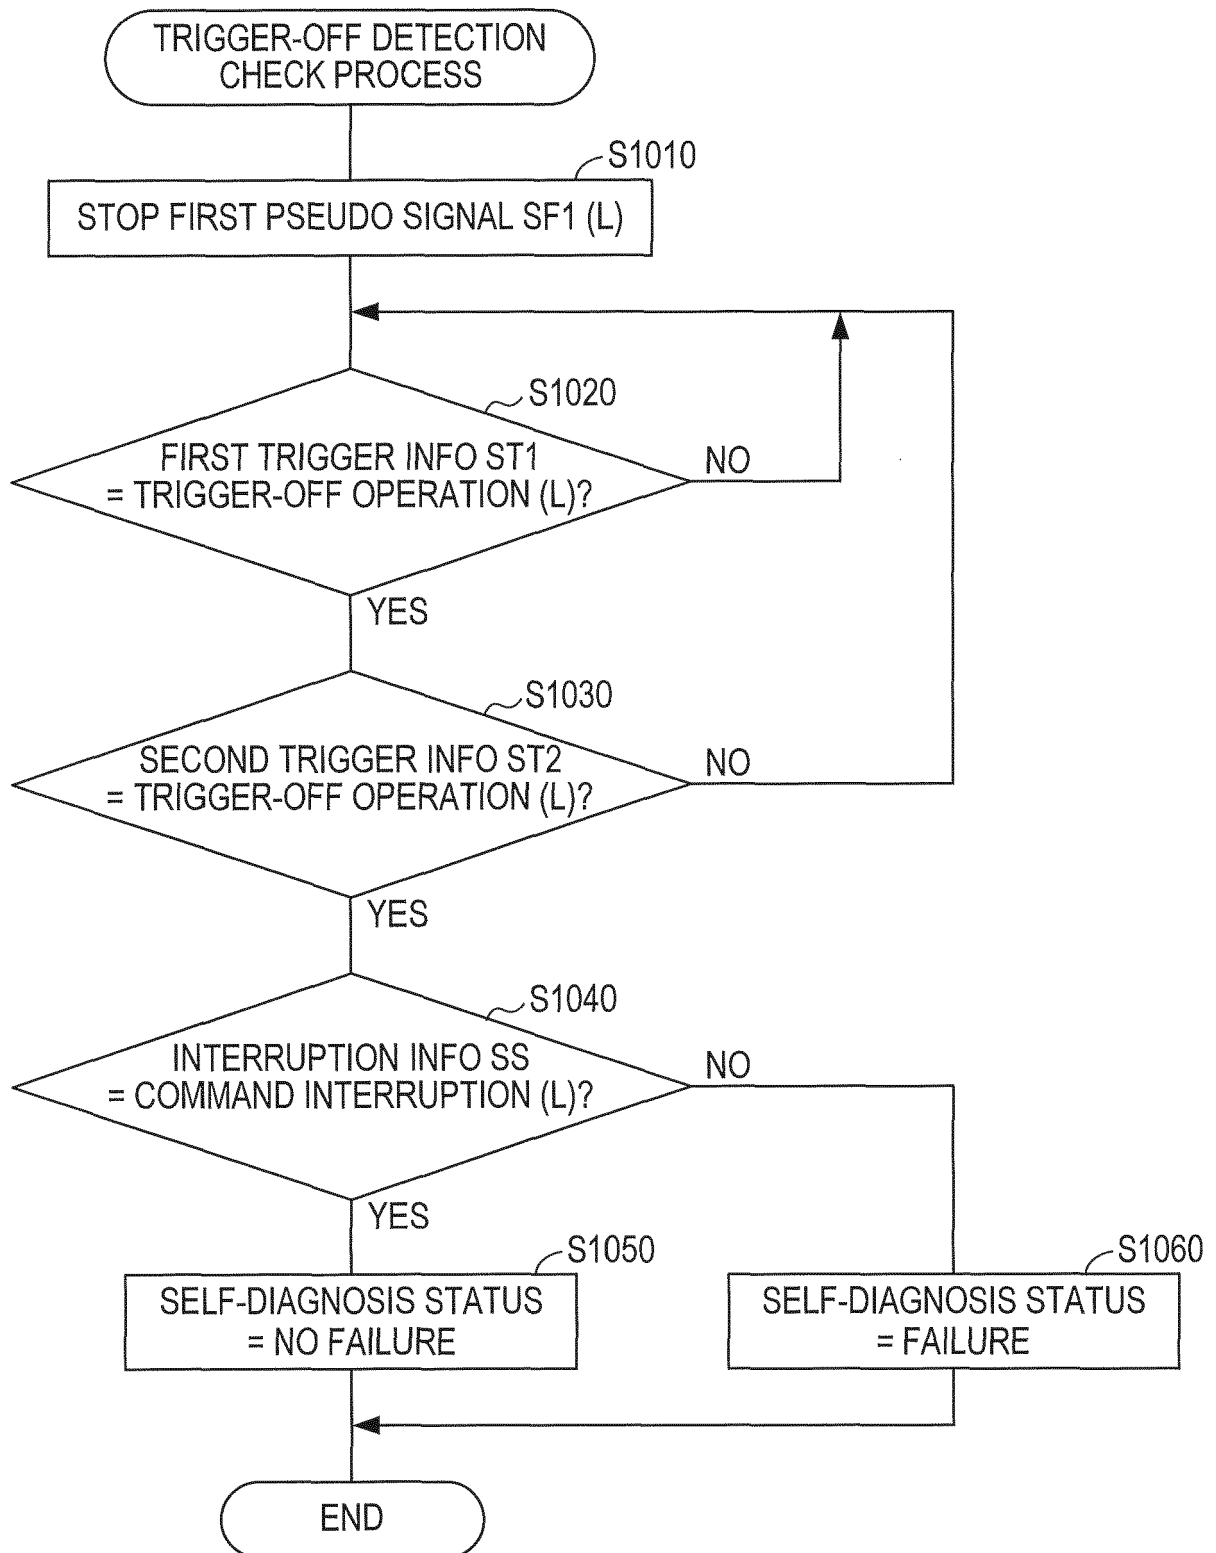 TRIGGER-OFF DETECTION
CHECK PROCESS
S1010
STOP FIRST PSEUDO SIGNAL SF1 (L)
S1020
FIRST TRIGGER INFO ST1
= TRIGGER-OFF OPERATION (L)?
NO
YES
S1030
SECOND TRIGGER INFO ST2
= TRIGGER-OFF OPERATION (L)?
NO
YES
S1040
INTERRUPTION INFO SS
= COMMAND INTERRUPTION (L)?
NO
YES
S1050
SELF-DIAGNOSIS STATUS
= NO FAILURE
S1060
SELF-DIAGNOSIS STATUS
= FAILURE
END